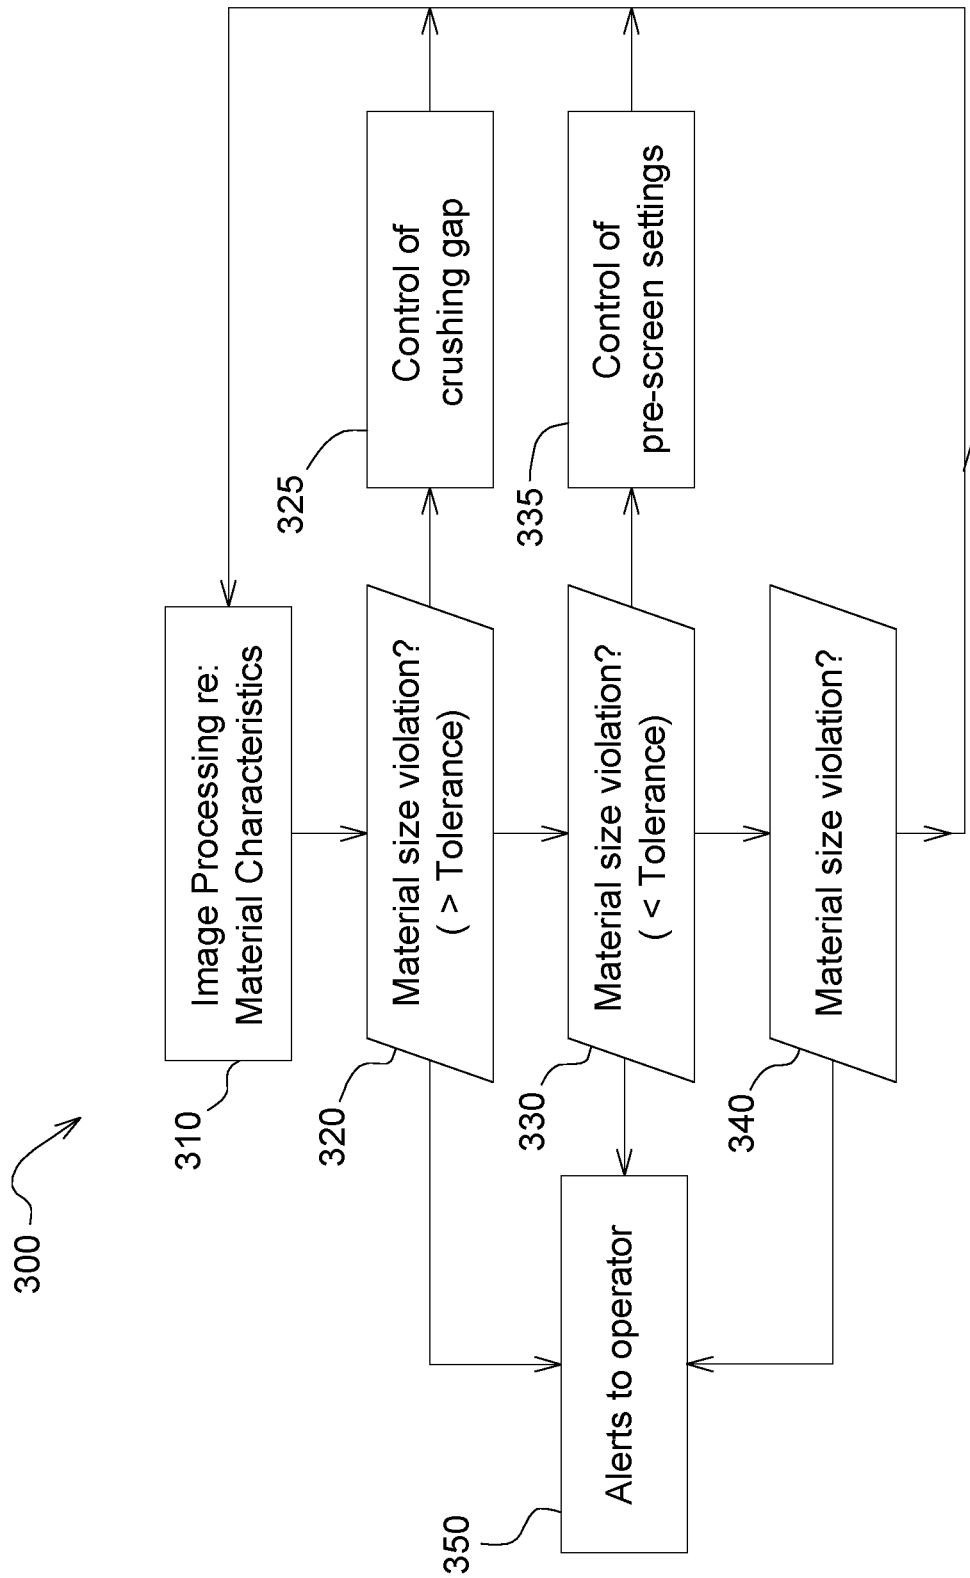 300
310
Image Processing re:
Material Characteristics
320
Material size violation?
( > Tolerance)
325
Control of
crushing gap
330
Material size violation?
( < Tolerance)
335
Control of
pre-screen settings
340
Material size violation?
350
Alerts to operator